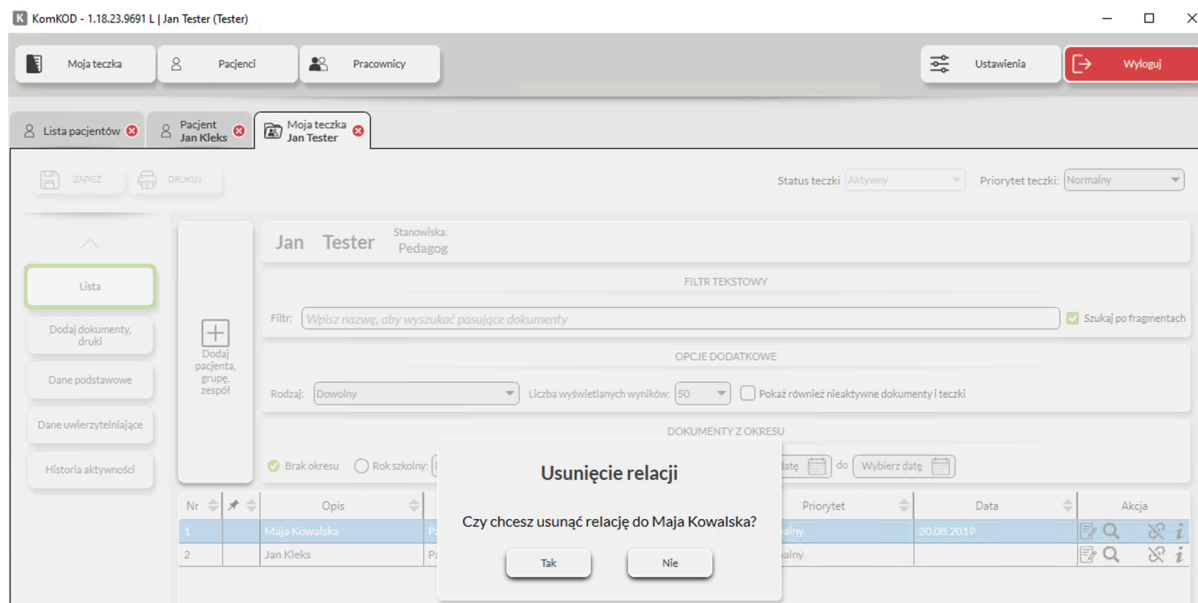 K KomKOD - 1.18.23.9691 L | Jan Tester (Tester)
Moja teczka Pacjenci Pracownicy Ustawienia Wyloguj
Lista pacjentów Pacjent Jan Kleks Moja teczka Jan Tester
ZAPISZ DRUKUJ Status teczki Aktywny Priorytet teczki: Normalny
Jan Tester Stanowiska: Pedagog
Lista
Dodaj dokumenty, druki
Dane podstawowe
Dane uwierzytelniające
Historia aktywności
Dodaj
pacjenta,
grupę,
zespół
FILTR TEKSTOWY
Filtr: Wpisz nazwę, aby wyszukać pasujące dokumenty Szukaj po fragmentach
OPCJE DODATKOWE
Rodzaj: Dowolny Liczba wyświetlanych wyników: 50 Pokaż również nieaktywne dokumenty i teczki
DOKUMENTY Z OKRESU
Brak okresu Rok szkolny: do Wybierz datę
Nr Opis Priorytet Data Akcja
1 Maja Kowalska 20.08.2019
2 Jan Kleks
Usunięcie relacji
Czy chcesz usunąć relację do Maja Kowalska?
Tak Nie